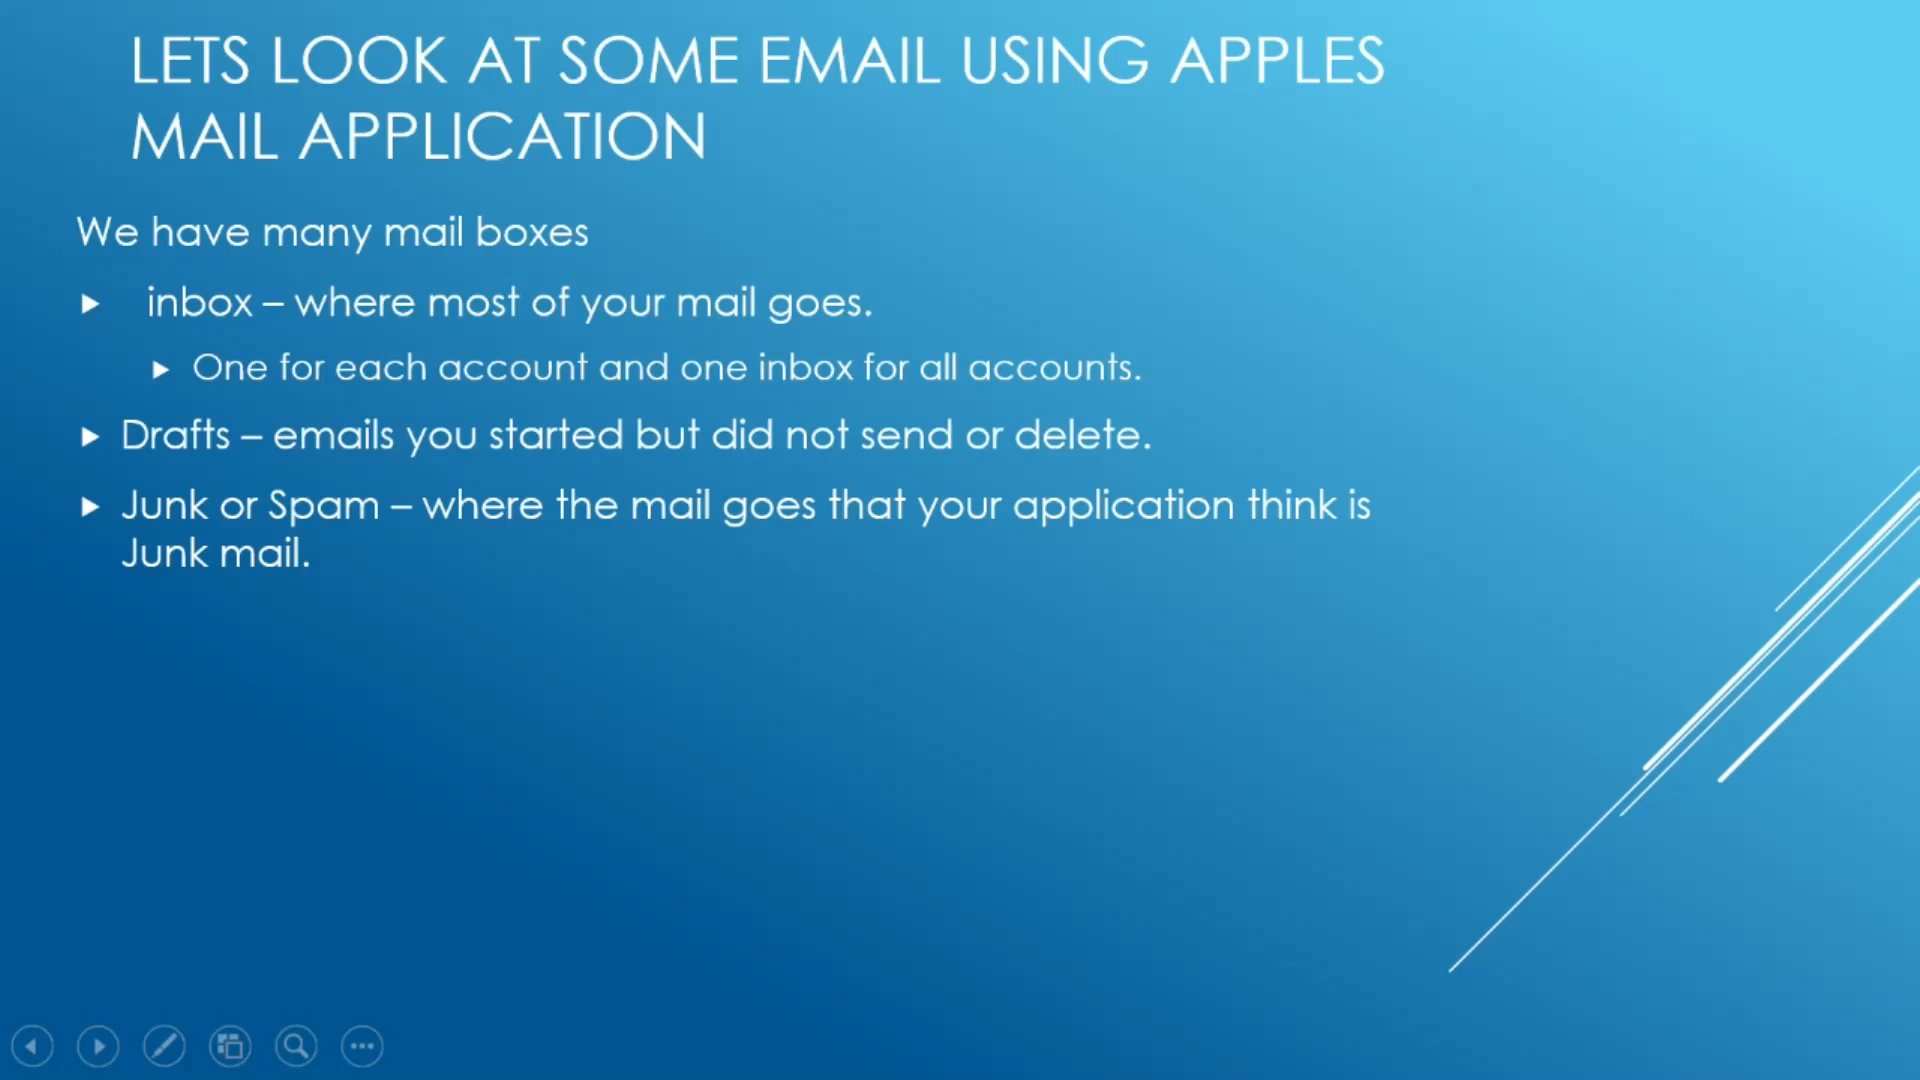 LETS LOOK AT SOME EMAIL USING APPLES
MAIL APPLICATION
We have many mail boxes
inbox – where most of your mail goes.
One for each account and one inbox for all accounts.
Drafts – emails you started but did not send or delete.
Junk or Spam – where the mail goes that your application think is
Junk mail.